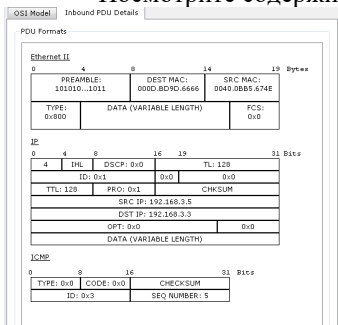 Посмотрите содержи
OSI Model Inbound PDU Details
PDU Formats
Ethernet II
0 4 8 14 19 Bytes
PREAMBLE: 101010...1011 DEST MAC: 000D.BD9D.6666 SRC MAC: 0040.0BB5.674E
TYPE: 0x800 DATA (VARIABLE LENGTH) FCS: 0x0
IP
0 4 8 16 19 31 Bits
4 IHL DSCP: 0x0 TL: 128
ID: 0x1 0x0 0x0
TTL: 128 PRO: 0x1 CHKSUM
SRC IP: 192.168.3.5
DST IP: 192.168.3.3
OPT: 0x0 0x0
DATA (VARIABLE LENGTH)
ICMP
0 8 16 31 Bits
TYPE: 0x0 CODE: 0x0 CHECKSUM
ID: 0x3 SEQ NUMBER: 5